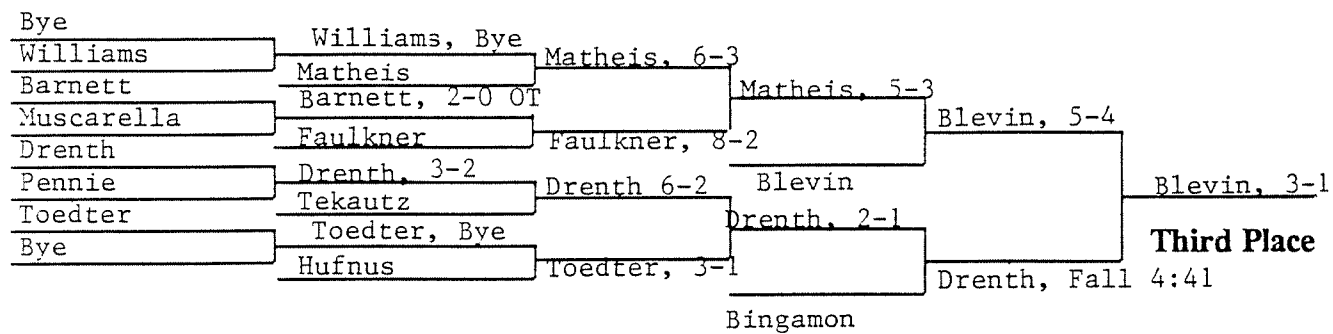 Bye
Williams
Barnett
Muscarella
Drenth
Pennie
Toedter
Bye
Williams, Bye
Matheis
Barnett, 2-0 OT
Faulkner
Drenth, 3-2
Tekautz
Toedter, Bye
Hufnus
Matheis, 6-3
Faulkner, 8-2
Drenth 6-2
Toedter, 3-1
Matheis, 5-3
Blevin
Drenth, 2-1
Bingamon
Blevin, 5-4
Drenth, Fall 4:41
Blevin, 3-1
Third Place